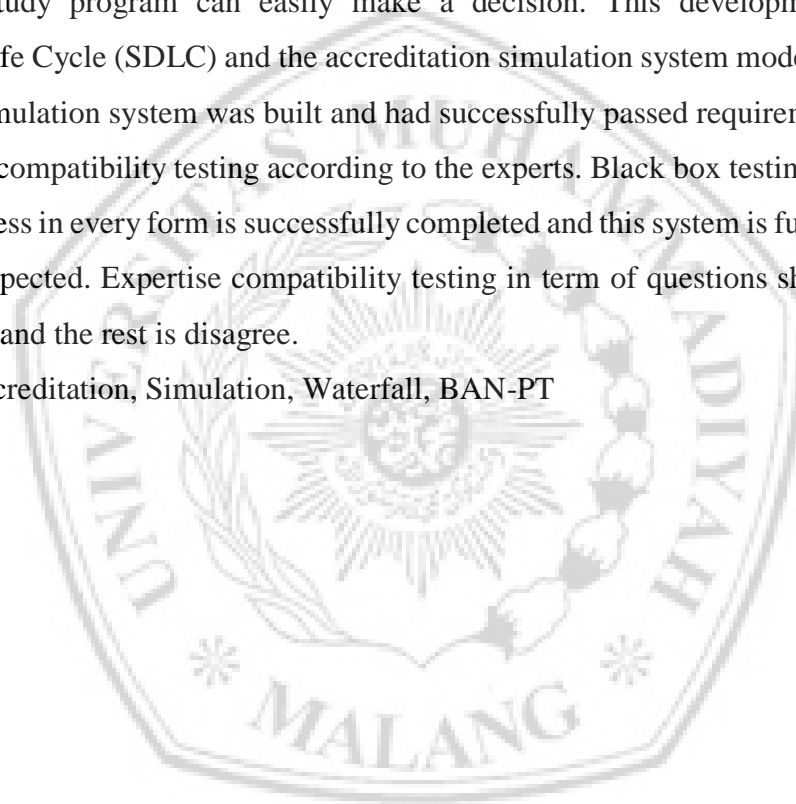 study program can easily make a decision. This developm
fe Cycle (SDLC) and the accreditation simulation system mode
mulation system was built and had successfully passed requiren
compatibility testing according to the experts. Black box testin
ess in every form is successfully completed and this system is fu
pected. Expertise compatibility testing in term of questions sh
and the rest is disagree.
creditation, Simulation, Waterfall, BAN-PT
UNIVERSITAS MUHAMMADIYAH
MALANG